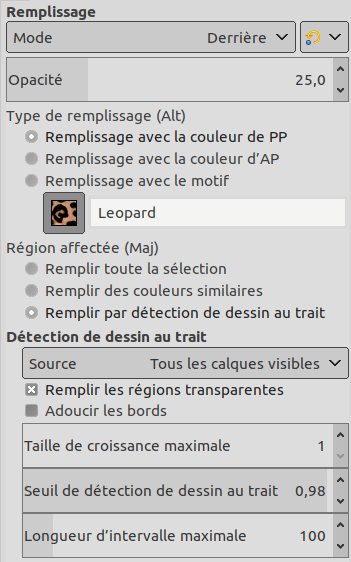 Remplissage
Mode Derrière
Opacité 25,0
Type de remplissage (Alt)
Remplissage avec la couleur de PP
Remplissage avec la couleur d'AP
Remplissage avec le motif
Leopard
Région affectée (Maj)
Remplir toute la sélection
Remplir des couleurs similaires
Remplir par détection de dessin au trait
Détection de dessin au trait
Source Tous les calques visibles
Remplir les régions transparentes
Adoucir les bords
Taille de croissance maximale 1
Seuil de détection de dessin au trait 0,98
Longueur d'intervalle maximale 100